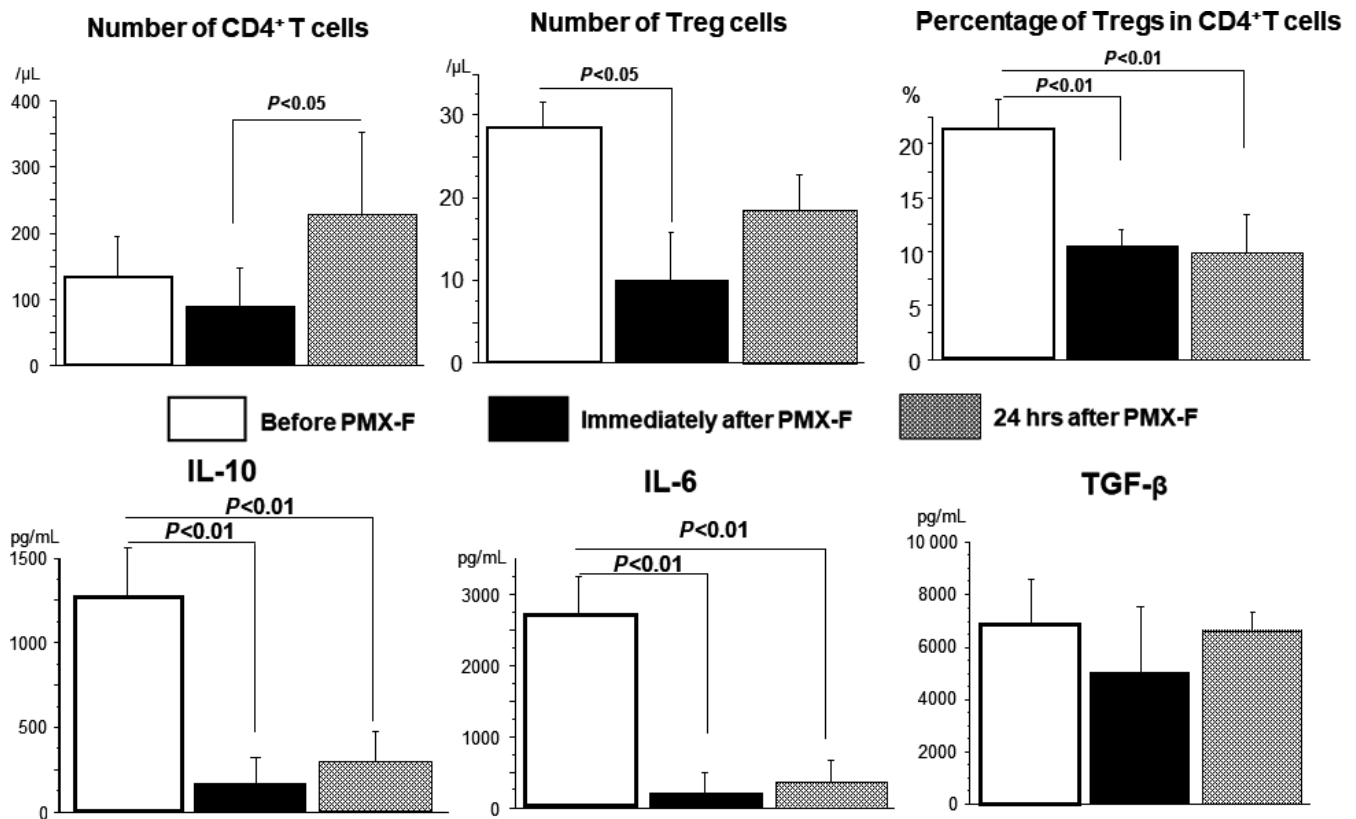 Number of CD4⁺ T cells
/µL
400
300
200
100
0
P<0.05
Number of Treg cells
/µL
30
20
10
0
P<0.05
Percentage of Tregs in CD4⁺T cells
%
20
15
10
5
0
P<0.01
P<0.01
Before PMX-F
Immediately after PMX-F
24 hrs after PMX-F
IL-10
pg/mL
1500
1000
500
0
P<0.01
P<0.01
IL-6
pg/mL
3000
2000
1000
0
P<0.01
P<0.01
TGF-β
pg/mL
10 000
8000
6000
4000
2000
0